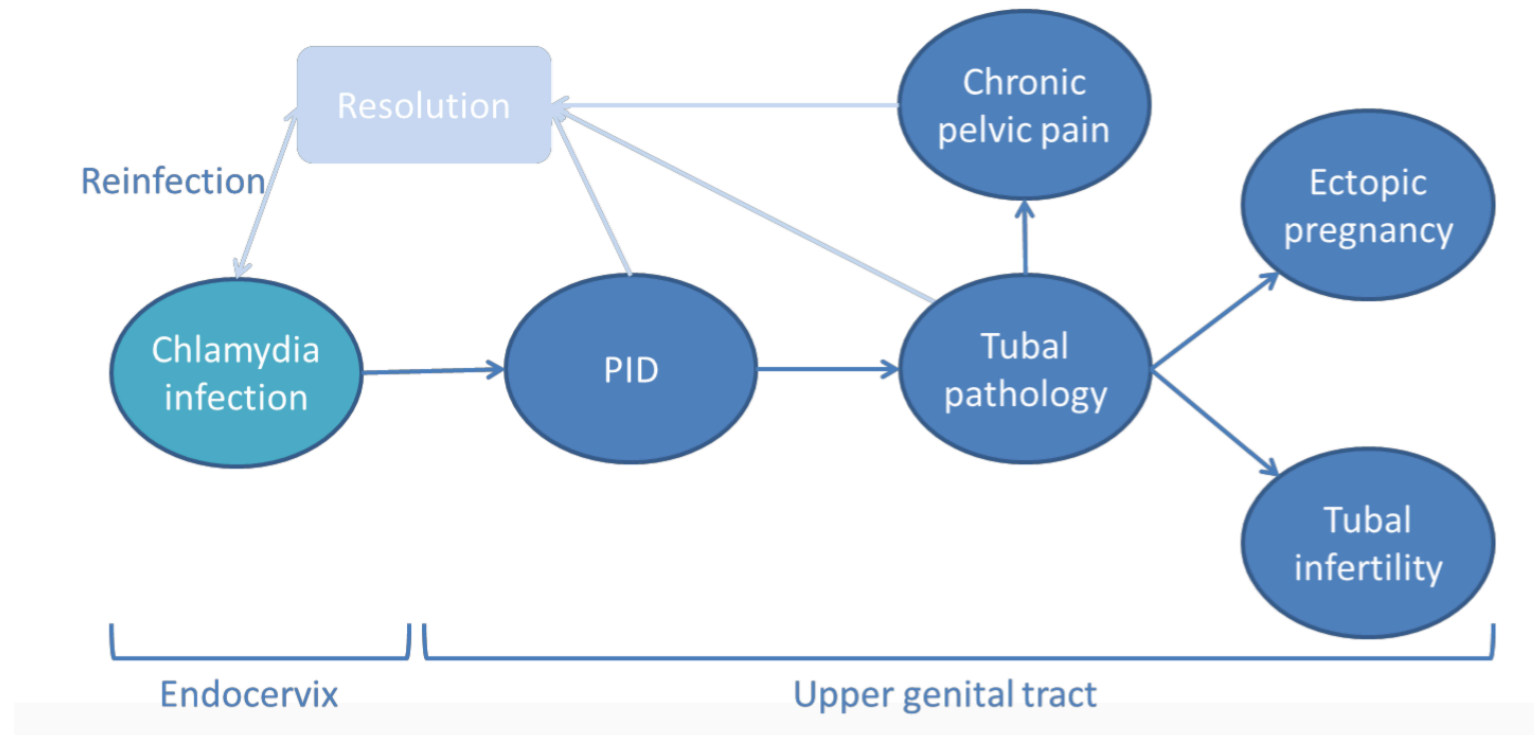 Resolution
Chronic
pelvic pain
Ectopic
pregnancy
Reinfection
Chlamydia
infection
PID
Tubal
pathology
Tubal
infertility
Endocervix
Upper genital tract